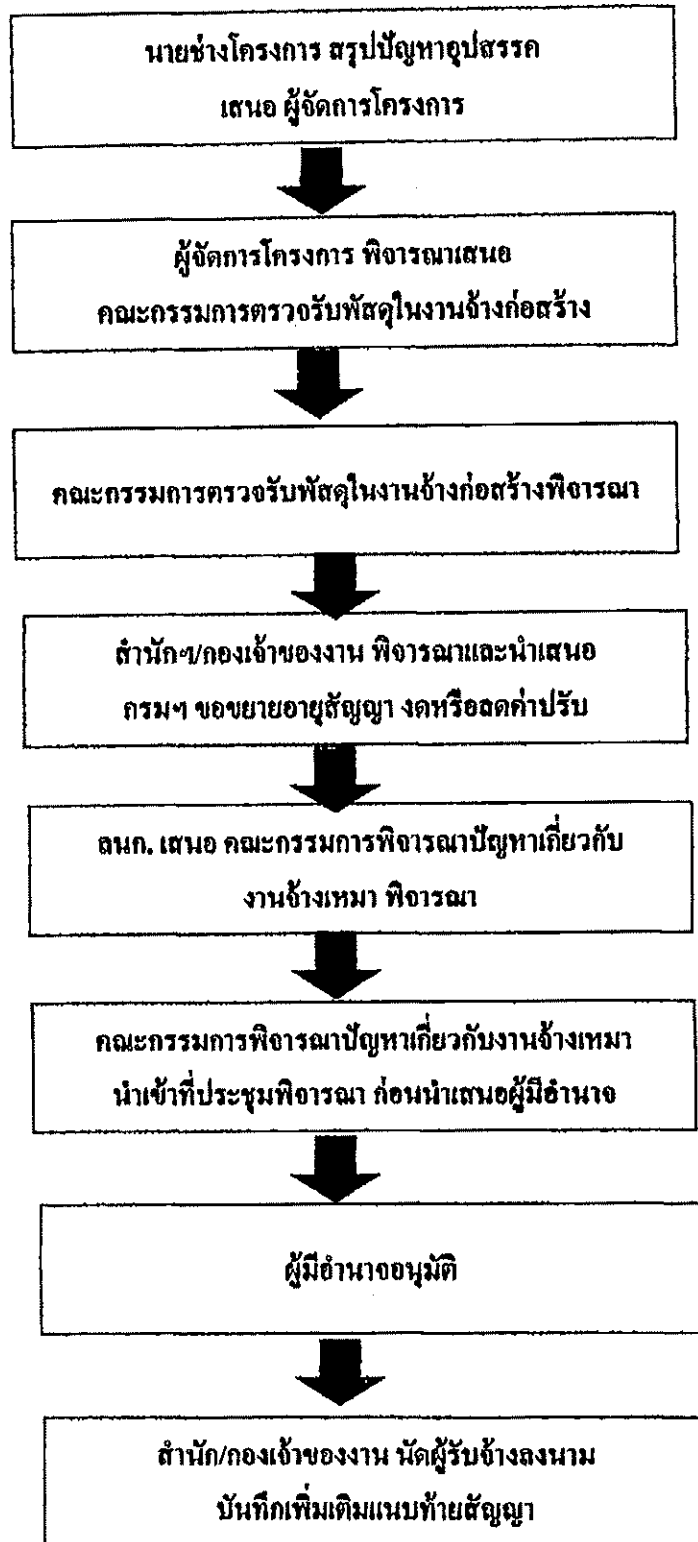 นายช่างโครงการ สรุปปัญหาอุปสรรค
เสนอ ผู้จัดการโครงการ
ผู้จัดการโครงการ พิจารณาเสนอ
คณะกรรมการตรวจรับพัสดุในงานจ้างก่อสร้าง
คณะกรรมการตรวจรับพัสดุในงานจ้างก่อสร้างพิจารณา
สำนักฯ/กองเจ้าของงาน พิจารณาและนำเสนอ
กรมฯ ขอขยายอายุสัญญา งดหรือลดค่าปรับ
ลนก. เสนอ คณะกรรมการพิจารณาปัญหาเกี่ยวกับ
งานจ้างเหมา พิจารณา
คณะกรรมการพิจารณาปัญหาเกี่ยวกับงานจ้างเหมา
นำเข้าที่ประชุมพิจารณา ก่อนนำเสนอผู้มีอำนาจ
ผู้มีอำนาจอนุมัติ
สำนัก/กองเจ้าของงาน นัดผู้รับจ้างลงนาม
บันทึกเพิ่มเติมแนบท้ายสัญญา